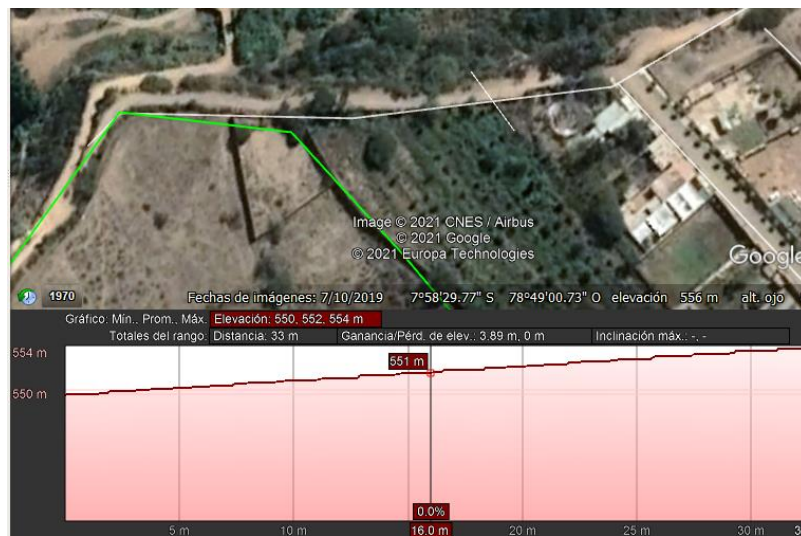 Image © 2021 CNES / Airbus
© 2021 Google
© 2021 Europa Technologies
Google
1970 Fechas de imágenes: 7/10/2019 7°58'29.77" S 78°49'00.73" O elevación 556 m alt. ojo
Gráfico: Mín., Prom., Máx. Elevación: 550, 552, 554 m
Totales del rango: Distancia: 33 m Ganancia/Pérd. de elev.: 3.89 m, 0 m Inclinación máx.: -, -
554 m
551 m
550 m
0.0%
5 m 10 m 16.0 m 20 m 25 m 30 m